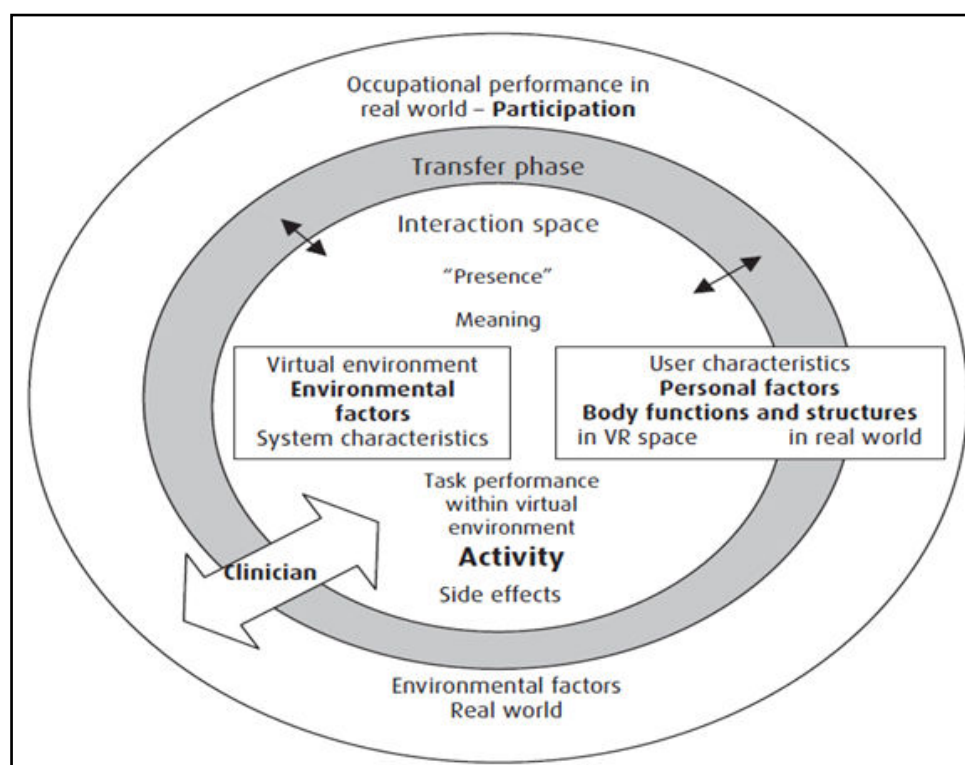 Occupational performance in
real world – Participation
Transfer phase
Interaction space
“Presence”
Meaning
Virtual environment
Environmental
factors
System characteristics
User characteristics
Personal factors
Body functions and structures
in VR space in real world
Task performance
within virtual
environment
Activity
Clinician
Side effects
Environmental factors
Real world